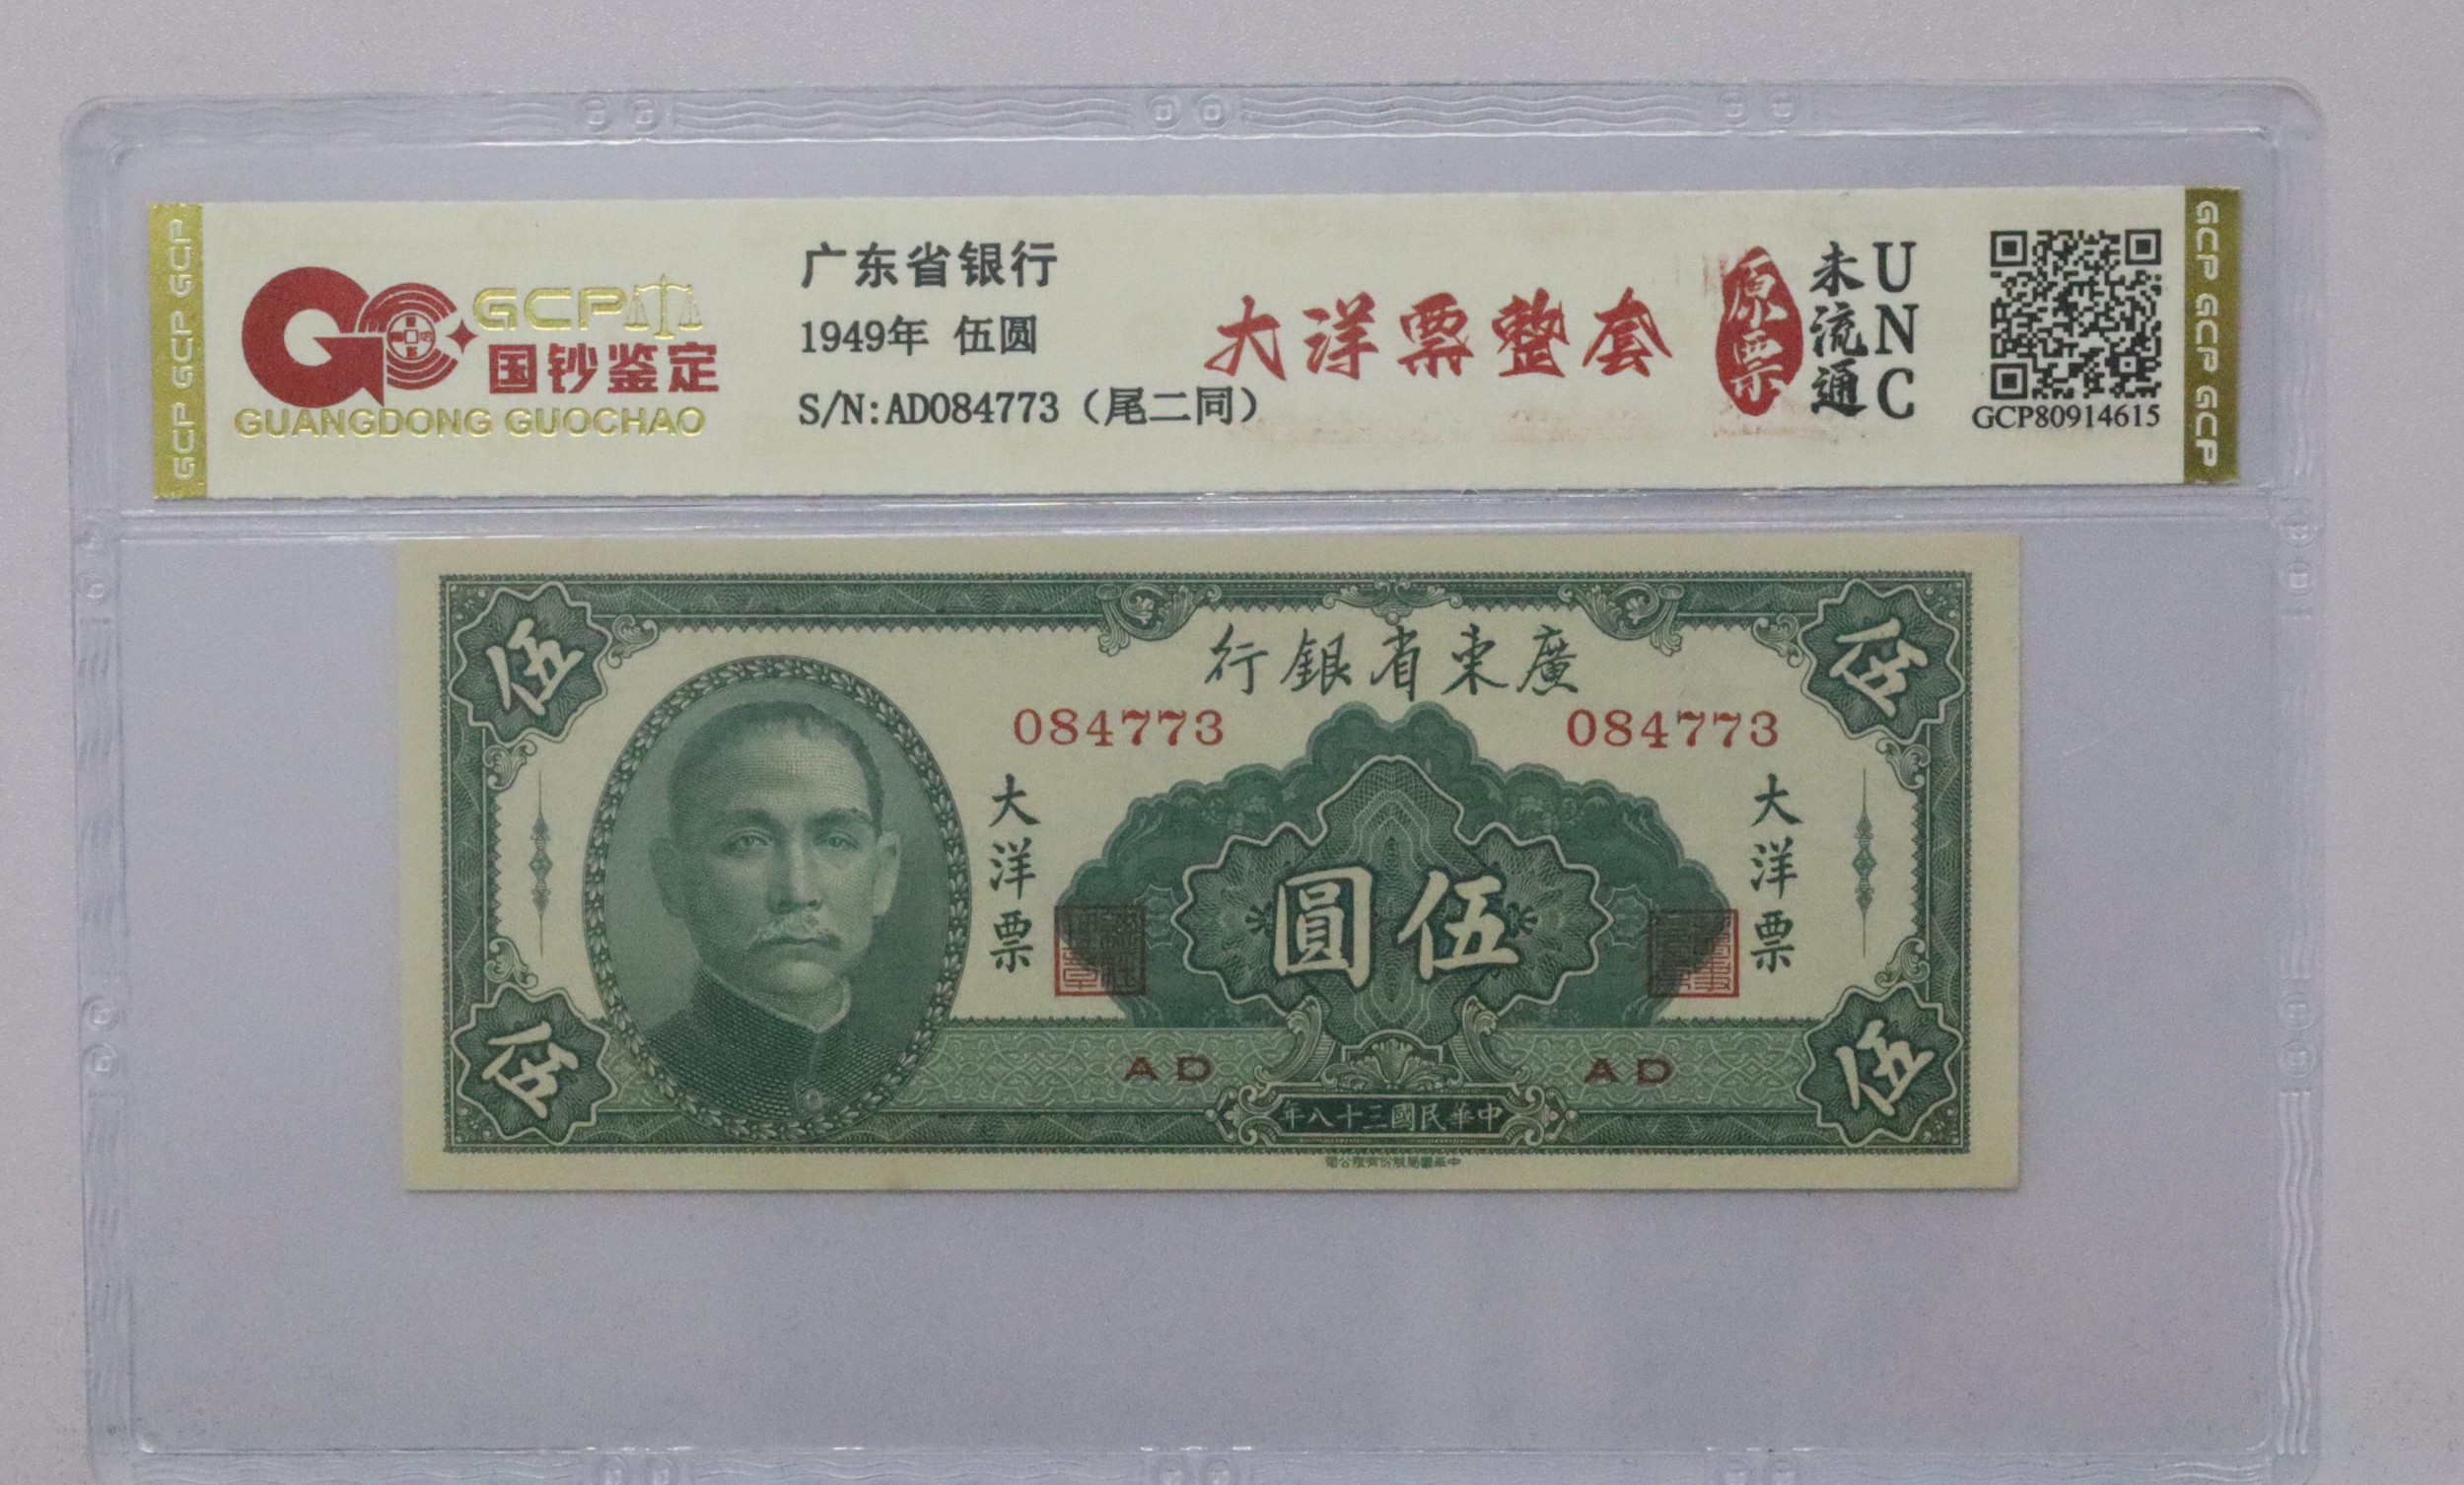 GCP GCP GCP
GCP
国钞鉴定
GUANGDONG GUOCHAO
广东省银行
1949年 伍圆
S/N:AD084773（尾二同）
大洋票整套
原票
未流通
UNC
GCP80914615
GCP GCP GCP
伍
行銀省東廣
伍
084773
084773
大洋票
大洋票
圓伍
AD
AD
伍
年八十三國民華中
伍